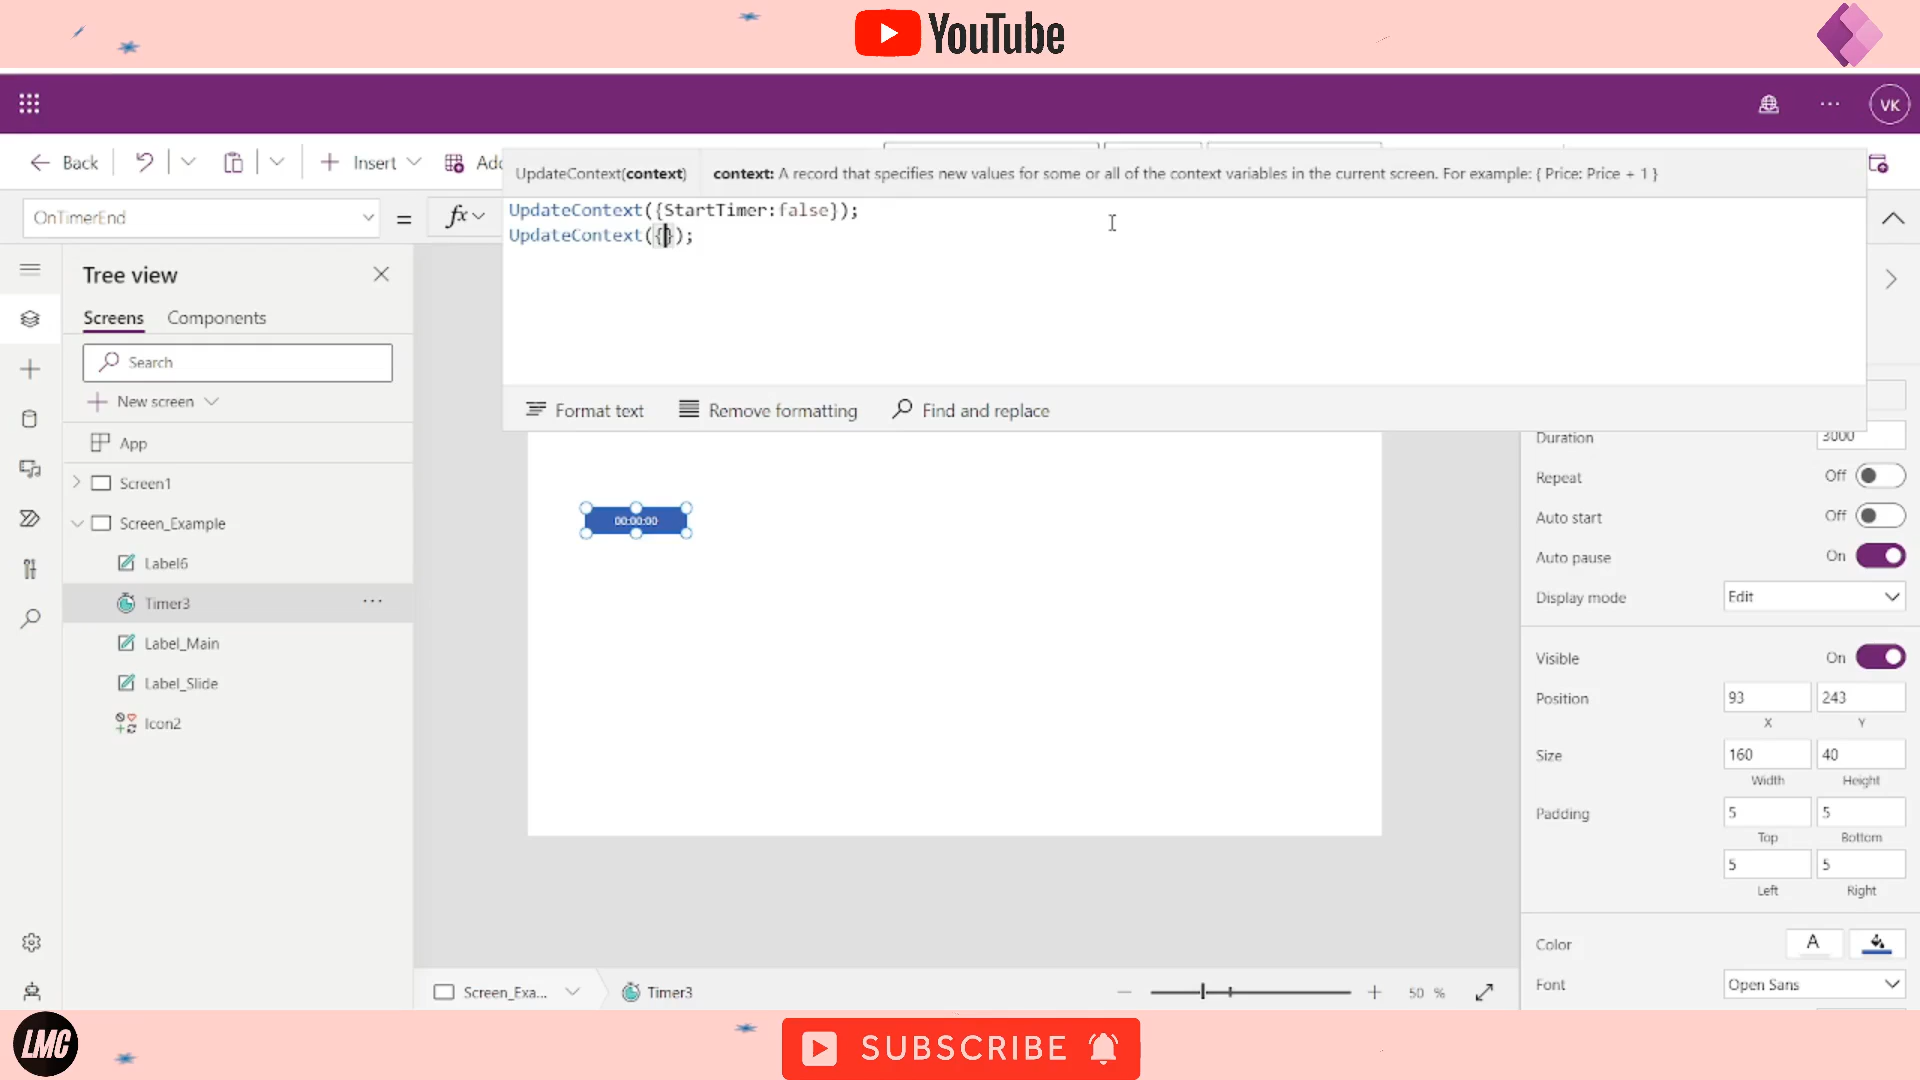 YouTube
VK
Back
Insert
UpdateContext(context)
context: A record that specifies new values for some or all of the context variables in the current screen. For example: { Price: Price + 1 }
OnTimerEnd
=
fx
UpdateContext({StartTimer:false});
UpdateContext({});
Tree view
Screens
Components
Search
New screen
App
Screen1
Screen_Example
Label6
Timer3
Label_Main
Label_Slide
Icon2
Format text
Remove formatting
Find and replace
00:00:00
Duration
3000
Repeat
Off
Auto start
Off
Auto pause
On
Display mode
Edit
Visible
On
Position
93
243
X
Y
Size
160
40
Width
Height
Padding
5
5
Top
Bottom
5
5
Left
Right
Color
A
Font
Open Sans
Screen_Exa...
Timer3
50 %
LMC
SUBSCRIBE